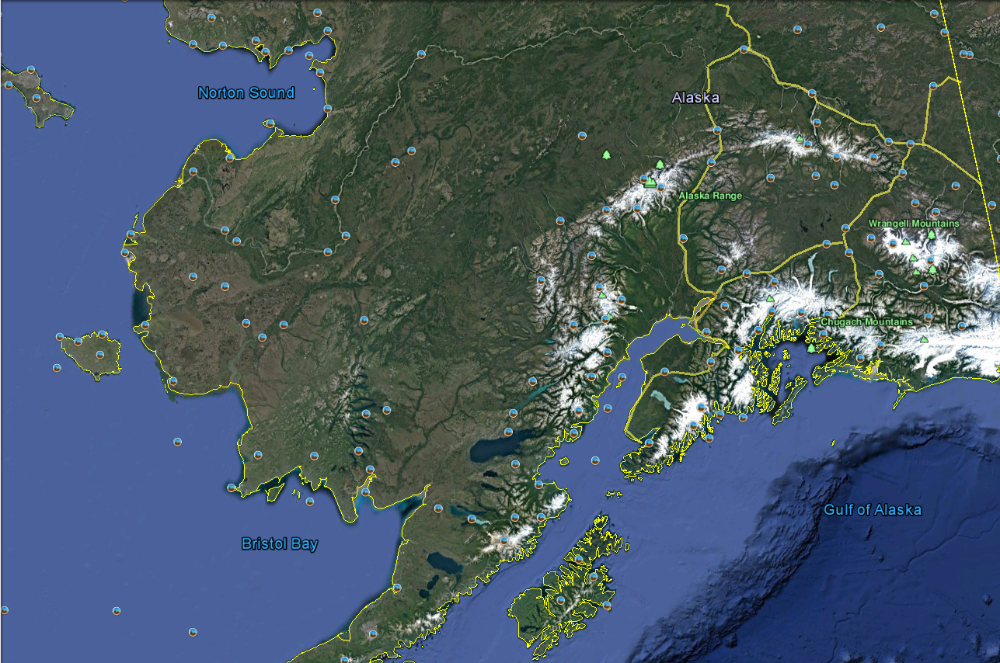 Norton Sound
Alaska
Alaska Range
Wrangell Mountains
Chugach Mountains
Gulf of Alaska
Bristol Bay